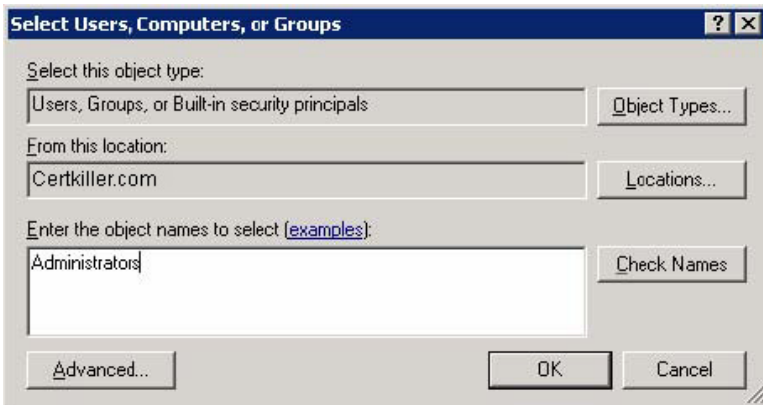 Select Users, Computers, or Groups
Select this object type:
Users, Groups, or Built-in security principals
Object Types...
From this location:
Certkiller.com
Locations...
Enter the object names to select (examples):
Administrators
Check Names
Advanced...
OK
Cancel